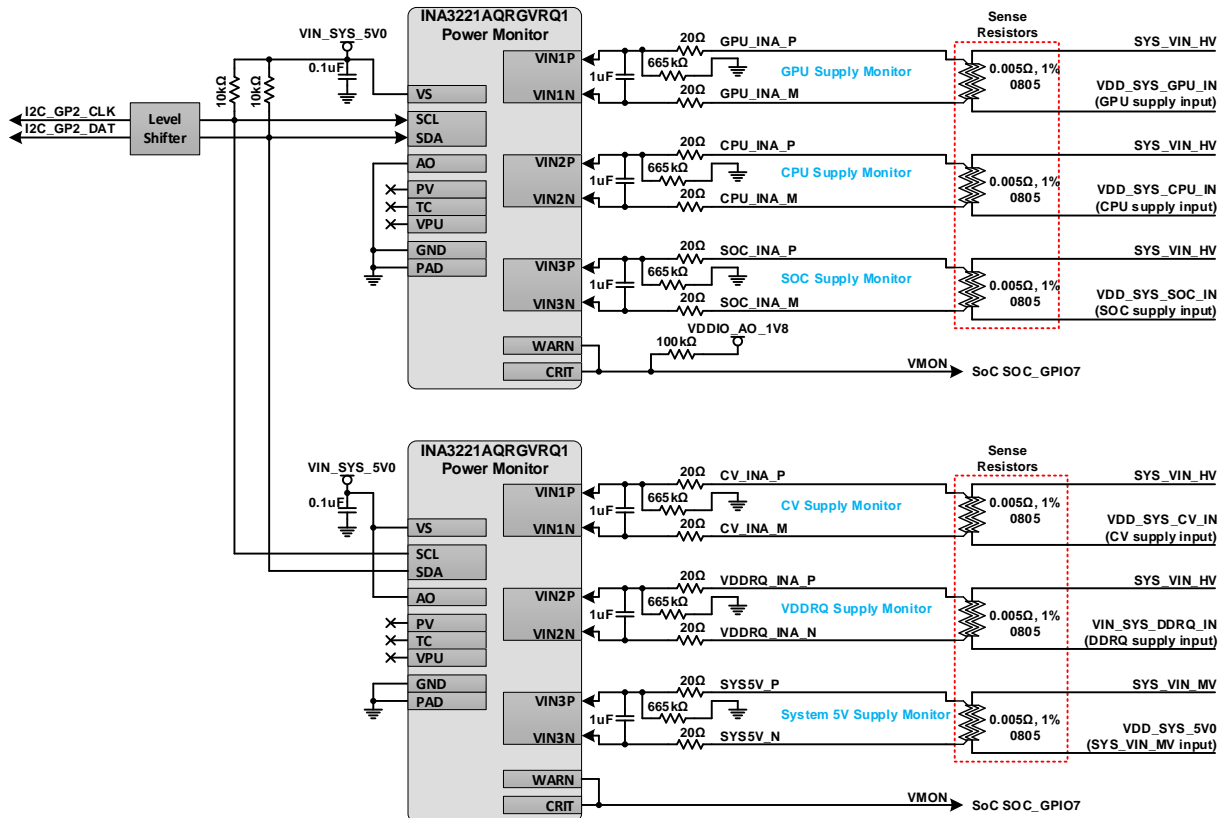 INA3221AQRGVRQ1
Power Monitor
VIN_SYS_5V0
0.1uF
10kΩ
10kΩ
I2C_GP2_CLK
I2C_GP2_DAT
Level
Shifter
VS
SCL
SDA
AO
PV
TC
VPU
GND
PAD
VIN1P
VIN1N
VIN2P
VIN2N
VIN3P
VIN3N
WARN
CRIT
Sense
Resistors
20Ω GPU_INA_P
1uF 665kΩ GPU Supply Monitor
20Ω GPU_INA_M
SYS_VIN_HV
0.005Ω, 1%
0805
VDD_SYS_GPU_IN
(GPU supply input)
20Ω CPU_INA_P
1uF 665kΩ CPU Supply Monitor
20Ω CPU_INA_M
SYS_VIN_HV
0.005Ω, 1%
0805
VDD_SYS_CPU_IN
(CPU supply input)
20Ω SOC_INA_P
1uF 665kΩ SOC Supply Monitor
20Ω SOC_INA_M
SYS_VIN_HV
0.005Ω, 1%
0805
VDD_SYS_SOC_IN
(SOC supply input)
VDDIO_AO_1V8
100kΩ
VMON SoC SOC_GPIO7
INA3221AQRGVRQ1
Power Monitor
VIN_SYS_5V0
0.1uF
VS
SCL
SDA
AO
PV
TC
VPU
GND
PAD
VIN1P
VIN1N
VIN2P
VIN2N
VIN3P
VIN3N
WARN
CRIT
Sense
Resistors
20Ω CV_INA_P
1uF 665kΩ CV Supply Monitor
20Ω CV_INA_M
SYS_VIN_HV
0.005Ω, 1%
0805
VDD_SYS_CV_IN
(CV supply input)
20Ω VDDRQ_INA_P
1uF 665kΩ VDDRQ Supply Monitor
20Ω VDDRQ_INA_N
SYS_VIN_HV
0.005Ω, 1%
0805
VIN_SYS_DDRQ_IN
(DDRQ supply input)
20Ω SYS5V_P
1uF 665kΩ System 5V Supply Monitor
20Ω SYS5V_N
SYS_VIN_MV
0.005Ω, 1%
0805
VDD_SYS_5V0
(SYS_VIN_MV input)
VMON SoC SOC_GPIO7